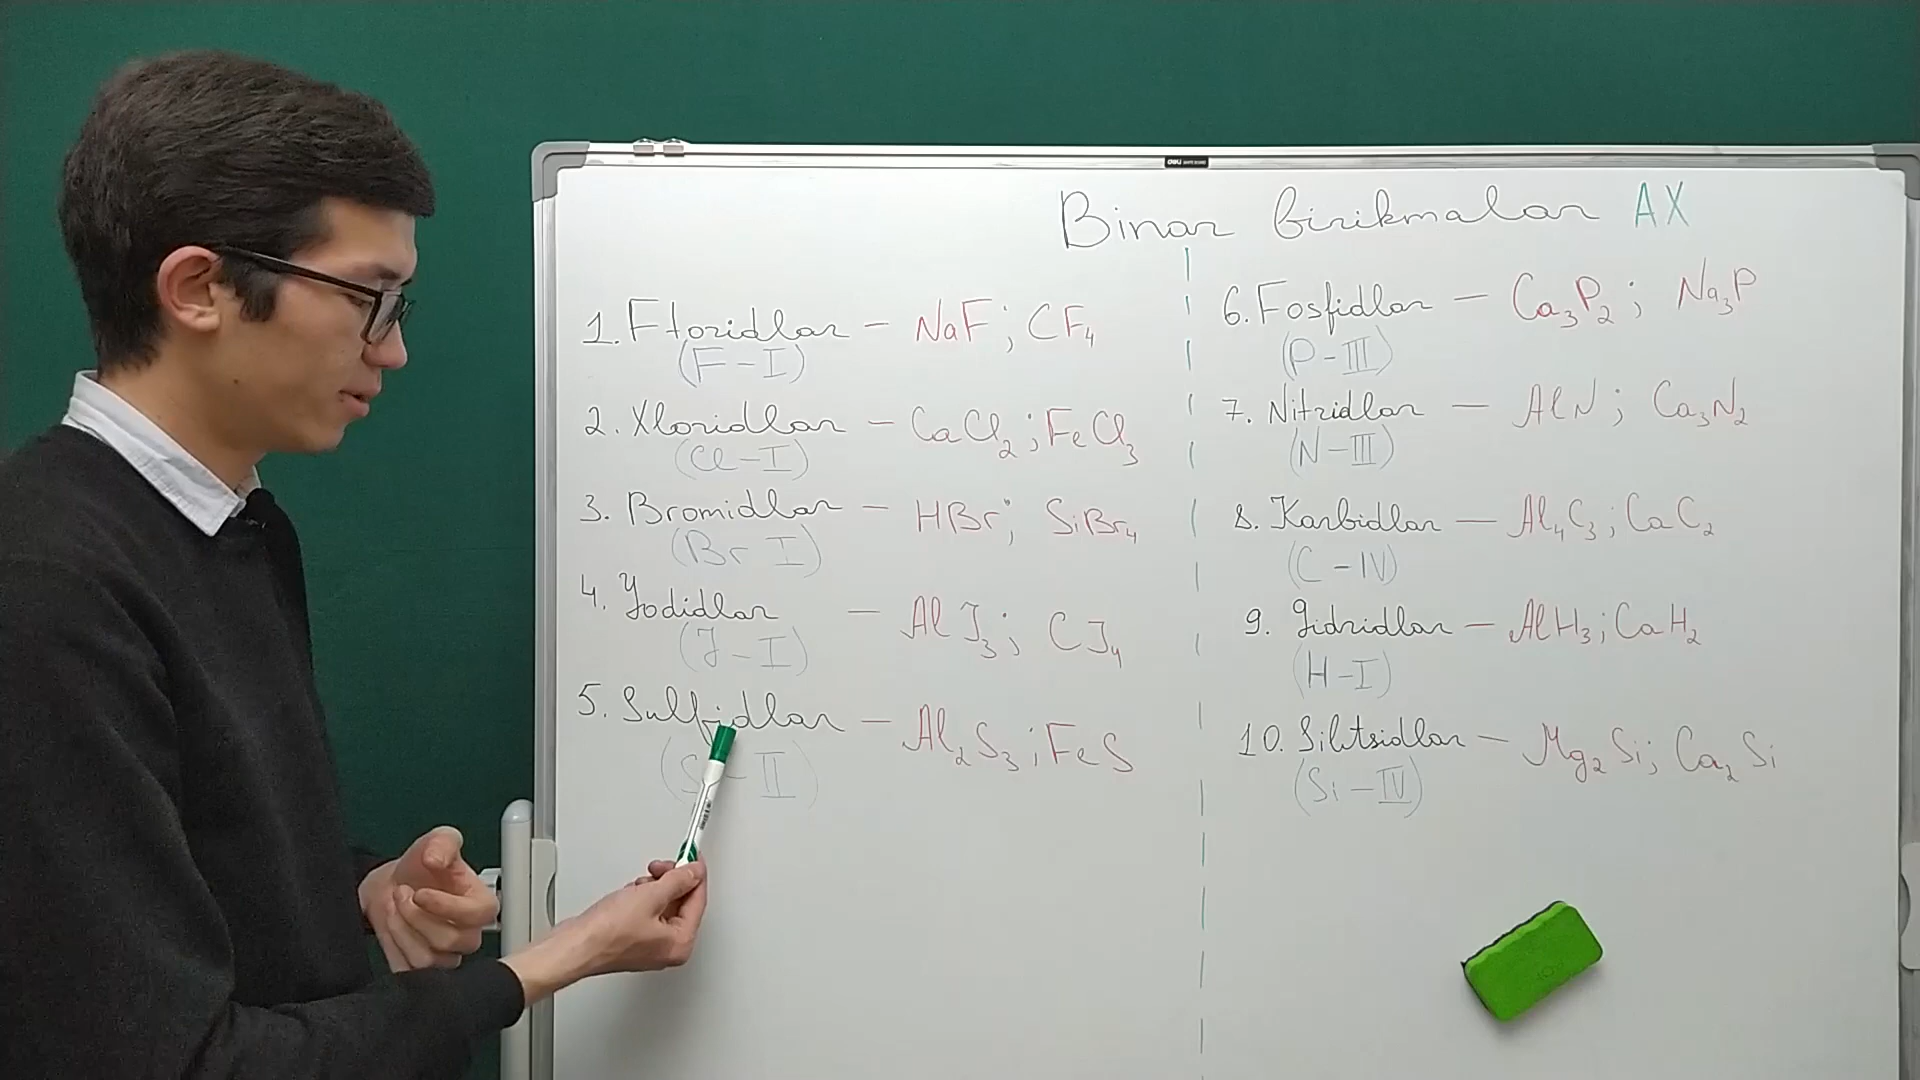 deli
Binar birikmalar AX
1. Ftoridlar – NaF; CF₄
(F – I)
2. Xloridlar – CaCl₂; FeCl₃
(Cl – I)
3. Bromidlar – HBr; SiBr₄
(Br I)
4. Yodidlar – AlJ₃; CJ₄
(J – I)
5. Sulfidlar – Al₂S₃; FeS
(S – II)
6. Fosfidlar – Ca₃P₂; Na₃P
(P – III)
7. Nitridlar – AlN; Ca₃N₂
(N – III)
8. Karbidlar – Al₄C₃; CaC₂
(C – IV)
9. Gidridlar – AlH₃; CaH₂
(H – I)
10. Silitsidlar – Mg₂Si; Ca₂Si
(Si – IV)